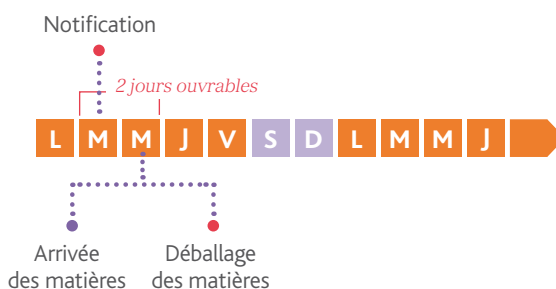 Notification
2 jours ouvrables
L M M J V S D L M M J
Arrivée
des matières
Déballage
des matières